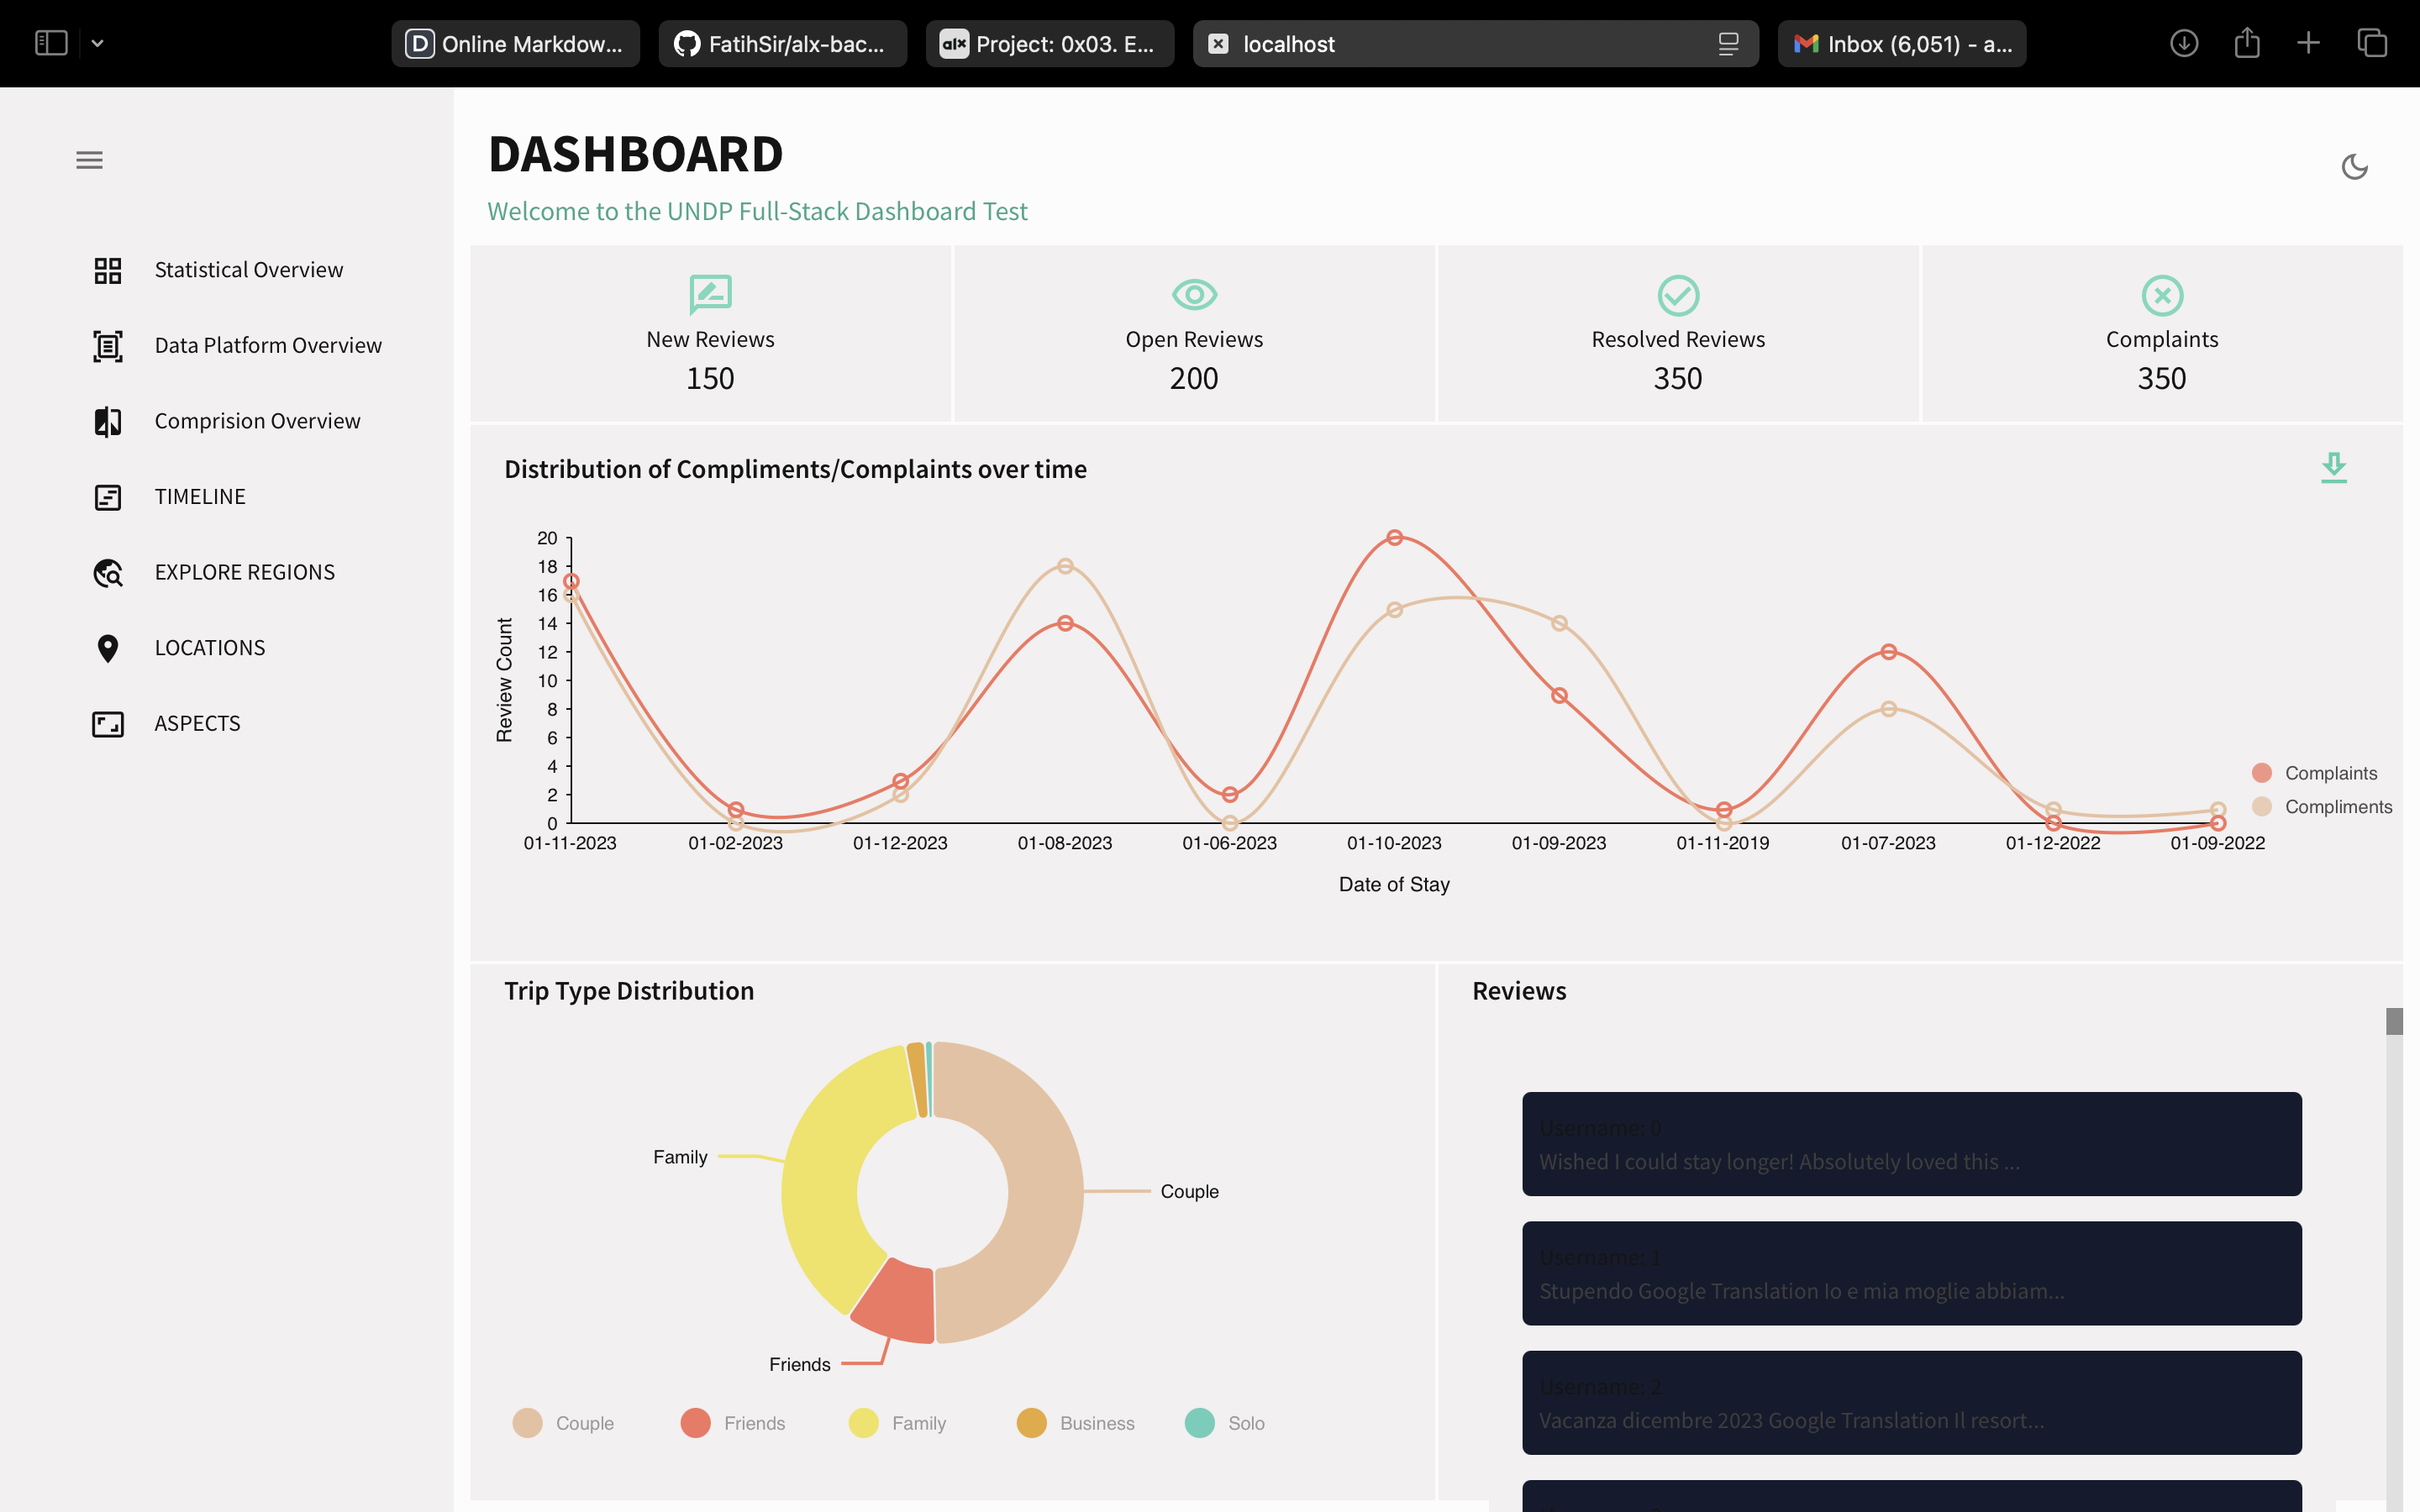 Online Markdow...
FatihSir/alx-bac...
alx Project: 0x03. E...
localhost
Inbox (6,051) - a...
DASHBOARD
Welcome to the UNDP Full-Stack Dashboard Test
Statistical Overview
Data Platform Overview
Comprision Overview
TIMELINE
EXPLORE REGIONS
LOCATIONS
ASPECTS
New Reviews
150
Open Reviews
200
Resolved Reviews
350
Complaints
350
Distribution of Compliments/Complaints over time
Review Count
20
18
16
14
12
10
8
6
4
2
0
01-11-2023 01-02-2023 01-12-2023 01-08-2023 01-06-2023 01-10-2023 01-09-2023 01-11-2019 01-07-2023 01-12-2022 01-09-2022
Date of Stay
Complaints
Compliments
Trip Type Distribution
Family
Couple
Friends
Couple Friends Family Business Solo
Reviews
Username: 0
Wished I could stay longer! Absolutely loved this ...
Username: 1
Stupendo Google Translation Io e mia moglie abbiam...
Username: 2
Vacanza dicembre 2023 Google Translation Il resort...